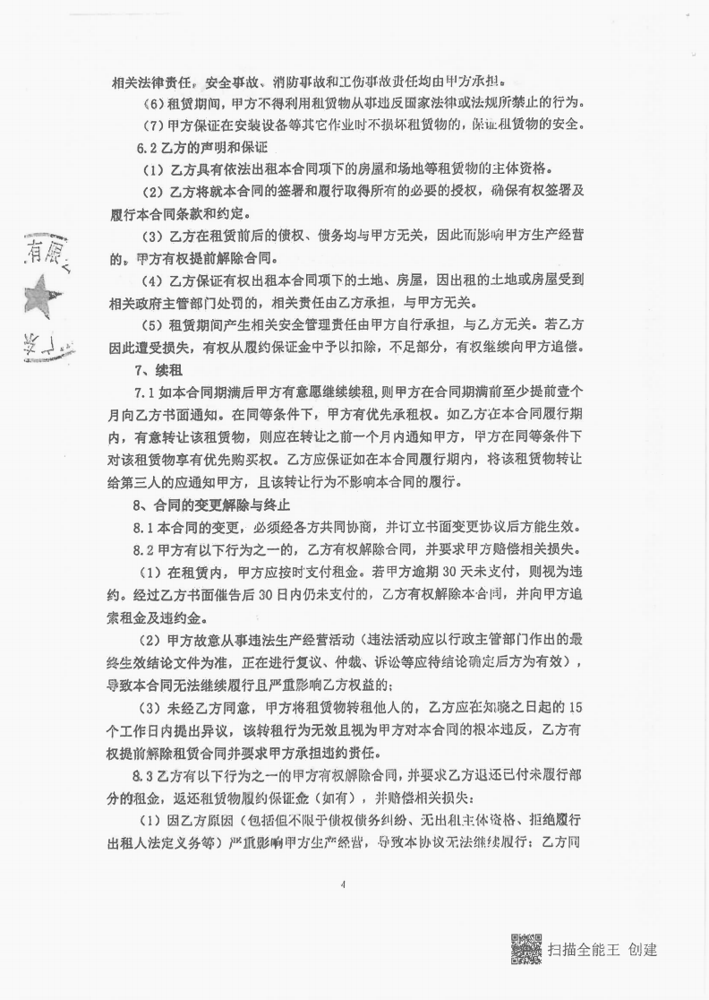 相关法律责任，安全事故、消防事故和工伤事故责任均由甲方承担。
（6）租赁期间，甲方不得利用租赁物从事违反国家法律或法规所禁止的行为。
（7）甲方保证在安装设备等其它作业时不损坏租赁物的，保证租赁物的安全。
6.2乙方的声明和保证
（1）乙方具有依法出租本合同项下的房屋和场地等租赁物的主体资格。
（2）乙方将就本合同的签署和履行取得所有的必要的授权，确保有权签署及
履行本合同条款和约定。
（3）乙方在租赁前后的债权、债务均与甲方无关，因此而影响甲方生产经营
的，甲方有权提前解除合同。
（4）乙方保证有权出租本合同项下的土地、房屋，因出租的土地或房屋受到
相关政府主管部门处罚的，相关责任由乙方承担，与甲方无关。
（5）租赁期间产生相关安全管理责任由甲方自行承担，与乙方无关。若乙方
因此遭受损失，有权从履约保证金中予以扣除，不足部分，有权继续向甲方追偿。
7、续租
7.1如本合同期满后甲方有意愿继续续租,则甲方在合同期满前至少提前壹个
月向乙方书面通知。在同等条件下，甲方有优先承租权。如乙方在本合同履行期
内，有意转让该租赁物，则应在转让之前一个月内通知甲方，甲方在同等条件下
对该租赁物享有优先购买权。乙方应保证如在本合同履行期内，将该租赁物转让
给第三人的应通知甲方，且该转让行为不影响本合同的履行。
8、合同的变更解除与终止
8.1本合同的变更，必须经各方共同协商，并订立书面变更协议后方能生效。
8.2甲方有以下行为之一的，乙方有权解除合同，并要求甲方赔偿相关损失。
（1）在租赁内，甲方应按时支付租金。若甲方逾期30天未支付，则视为违
约。经过乙方书面催告后30日内仍未支付的，乙方有权解除本合同，并向甲方追
索租金及违约金。
（2）甲方故意从事违法生产经营活动（违法活动应以行政主管部门作出的最
终生效结论文件为准，正在进行复议、仲裁、诉讼等应待结论确定后方为有效），
导致本合同无法继续履行且严重影响乙方权益的；
（3）未经乙方同意，甲方将租赁物转租他人的，乙方应在知晓之日起的15
个工作日内提出异议，该转租行为无效且视为甲方对本合同的根本违反，乙方有
权提前解除租赁合同并要求甲方承担违约责任。
8.3乙方有以下行为之一的甲方有权解除合同,并要求乙方退还已付未履行部
分的租金，返还租赁物履约保证金（如有），并赔偿相关损失：
（1）因乙方原因（包括但不限于债权债务纠纷、无出租主体资格、拒绝履行
出租人法定义务等）严重影响甲方生产经营，导致本协议无法继续履行；乙方同
4
有限
广东
扫描全能王 创建